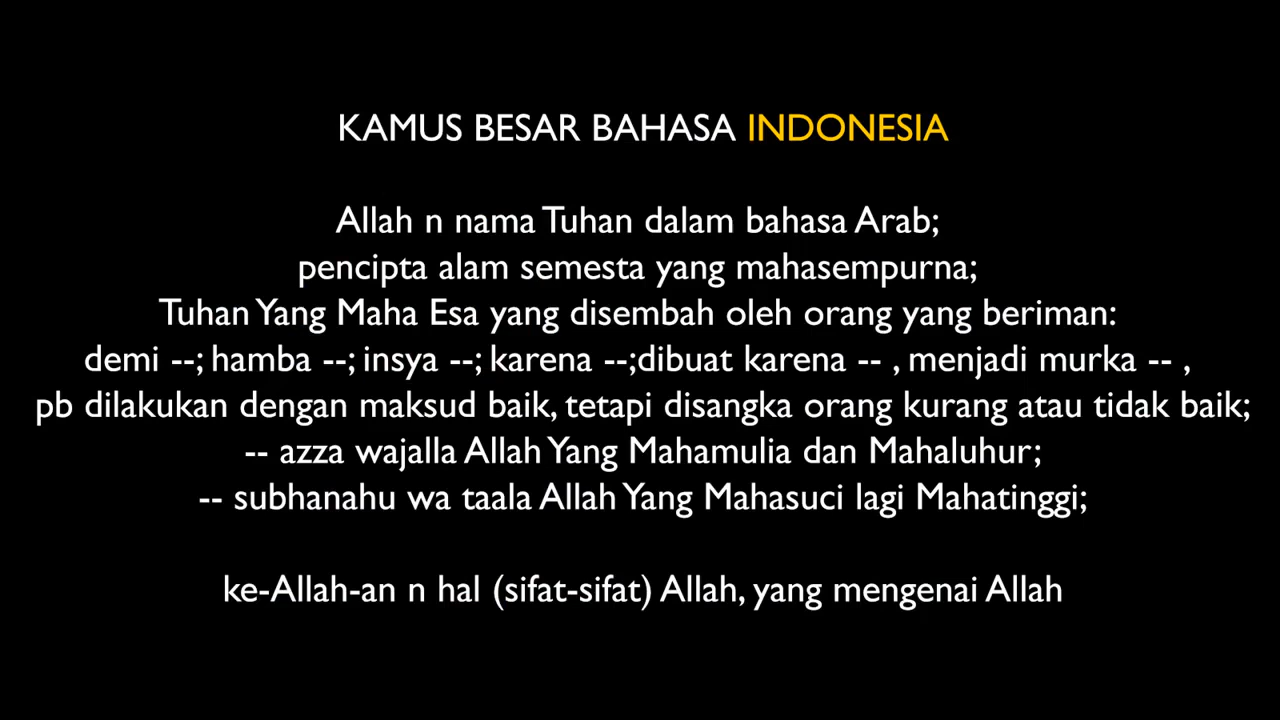 KAMUS BESAR BAHASA INDONESIA
Allah n nama Tuhan dalam bahasa Arab;
pencipta alam semesta yang mahasempurna;
Tuhan Yang Maha Esa yang disembah oleh orang yang beriman:
demi --; hamba --; insya --; karena --;dibuat karena -- , menjadi murka -- ,
pb dilakukan dengan maksud baik, tetapi disangka orang kurang atau tidak baik;
-- azza wajalla Allah Yang Mahamulia dan Mahaluhur;
-- subhanahu wa taala Allah Yang Mahasuci lagi Mahatinggi;
ke-Allah-an n hal (sifat-sifat) Allah, yang mengenai Allah